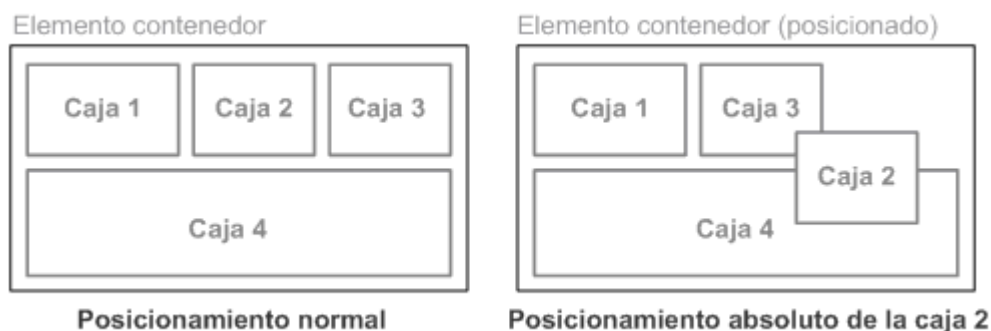 Elemento contenedor
Caja 1
Caja 2
Caja 3
Caja 4
Posicionamiento normal
Elemento contenedor (posicionado)
Caja 1
Caja 3
Caja 2
Caja 4
Posicionamiento absoluto de la caja 2